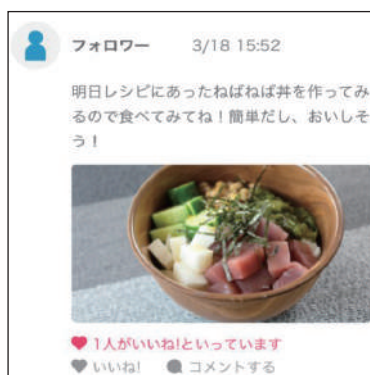 フォロワー 3/18 15:52
明日レシピにあったねばねば丼を作ってみ
るので食べてみてね！簡単だし、おいしそ
う！
1人がいいね!といっています
いいね! コメントする